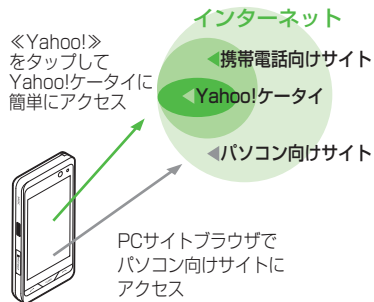 インターネット
≪Yahoo!≫
をタップして
Yahoo!ケータイに
簡単にアクセス
携帯電話向けサイト
Yahoo!ケータイ
パソコン向けサイト
PCサイトブラウザで
パソコン向けサイトに
アクセス